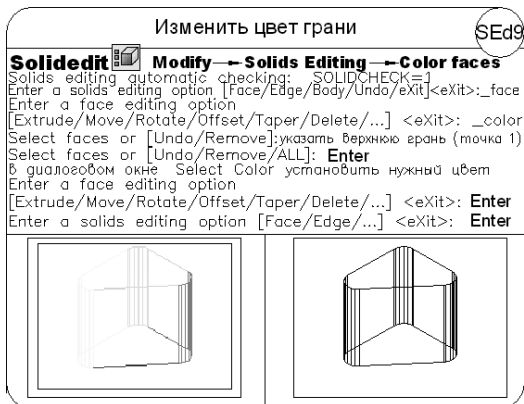 Изменить цвет грани
SEd9
Solidedit Modify→Solids Editing→Color faces
Solids editing automatic checking: SOLIDCHECK=1
Enter a solids editing option [Face/Edge/Body/Undo/eXit]<eXit>:_face
Enter a face editing option
[Extrude/Move/Rotate/Offset/Taper/Delete/...] <eXit>: _color
Select faces or [Undo/Remove]:указать верхнюю грань (точка 1)
Select faces or [Undo/Remove/ALL]: Enter
В диалоговом окне Select Color установить нужный цвет
Enter a face editing option
[Extrude/Move/Rotate/Offset/Taper/Delete/...] <eXit>: Enter
Enter a solids editing option [Face/Edge/...] <eXit>: Enter